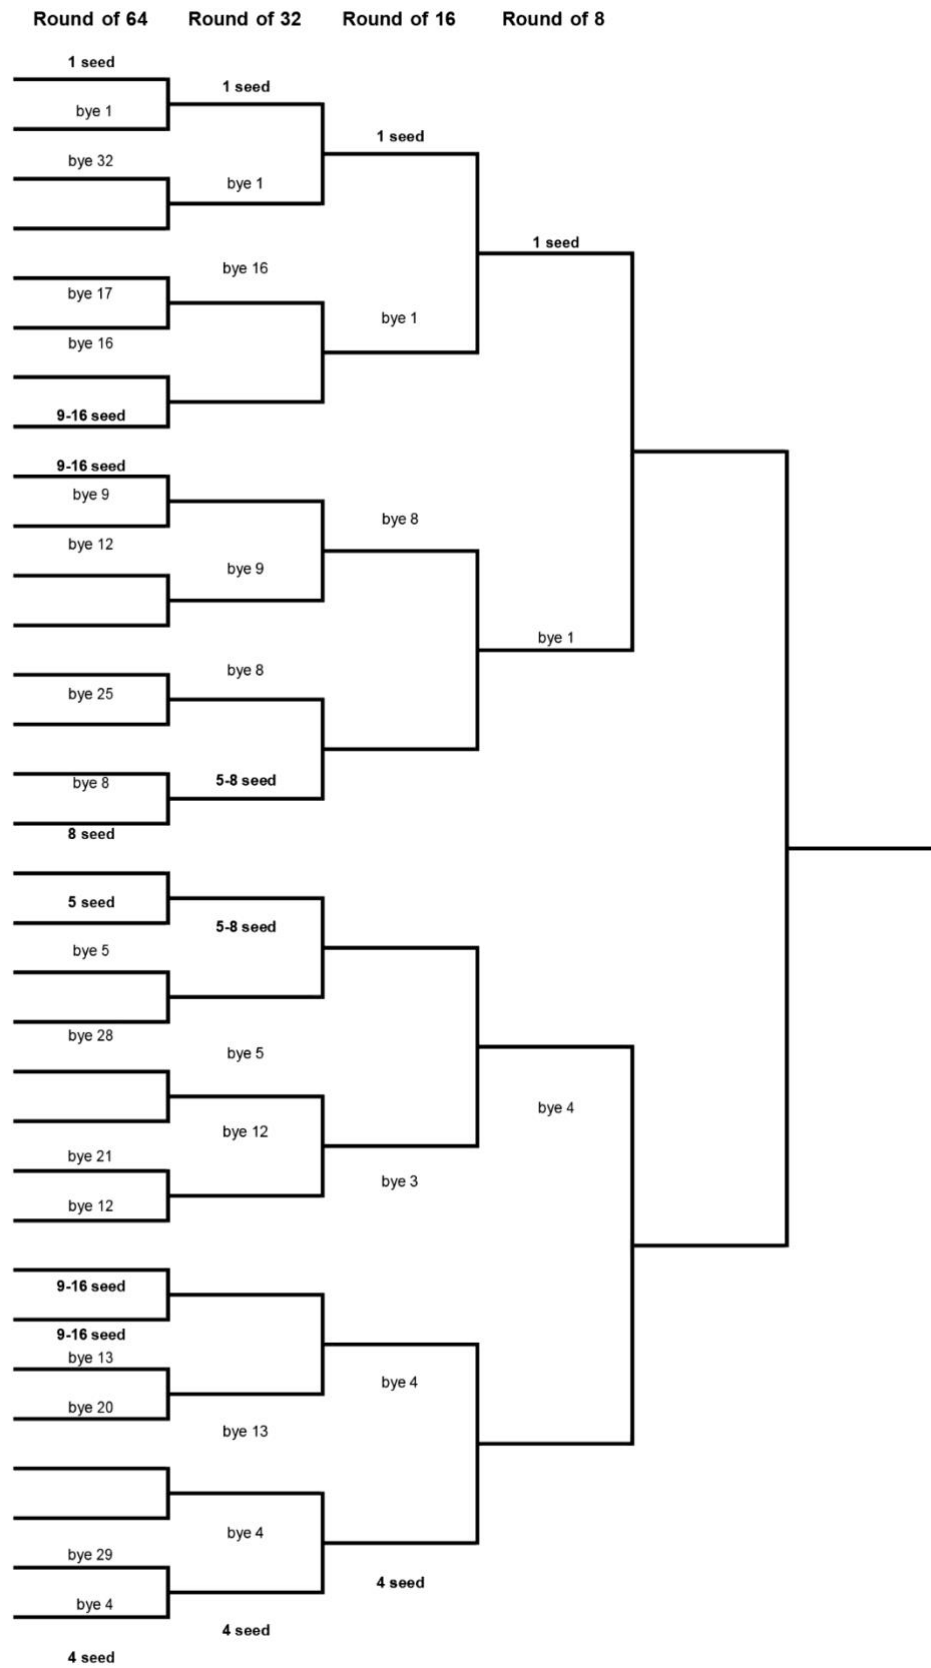 Round of 64 Round of 32 Round of 16 Round of 8
1 seed
1 seed
bye 1
1 seed
bye 32
bye 1
1 seed
bye 16
bye 17
bye 1
bye 16
9-16 seed
9-16 seed
bye 9
bye 8
bye 12
bye 9
bye 1
bye 8
bye 25
5-8 seed
bye 8
8 seed
5 seed
5-8 seed
bye 5
bye 28
bye 5
bye 4
bye 12
bye 21
bye 3
bye 12
9-16 seed
9-16 seed
bye 13
bye 4
bye 20
bye 13
bye 4
bye 29
4 seed
bye 4
4 seed
4 seed